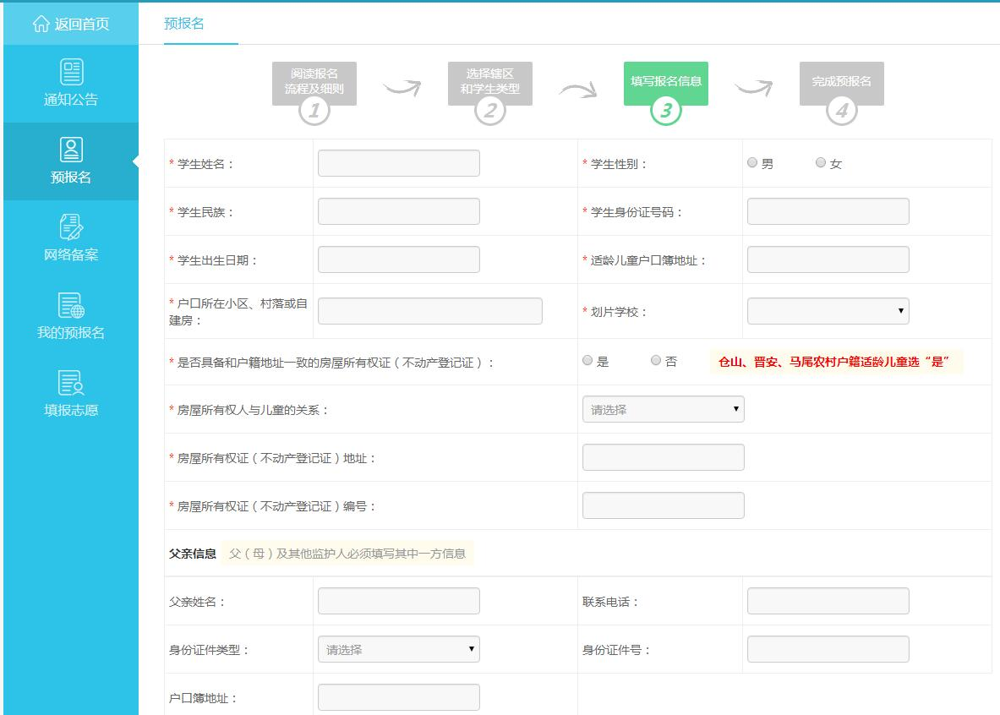 返回首页
通知公告
预报名
网络备案
我的预报名
填报志愿
预报名
阅读报名
流程及细则
1
选择辖区
和学生类型
2
填写报名信息
3
完成预报名
4
* 学生姓名：
* 学生性别：
男 女
* 学生民族：
* 学生身份证号码：
* 学生出生日期：
* 适龄儿童户口簿地址：
* 户口所在小区、村落或自
建房：
* 划片学校：
* 是否具备和户籍地址一致的房屋所有权证（不动产登记证）：
是 否 仓山、晋安、马尾农村户籍适龄儿童选“是”
* 房屋所有权人与儿童的关系：
请选择
* 房屋所有权证（不动产登记证）地址：
* 房屋所有权证（不动产登记证）编号：
父亲信息 父（母）及其他监护人必须填写其中一方信息
父亲姓名：
联系电话：
身份证件类型：
请选择
身份证件号：
户口簿地址：